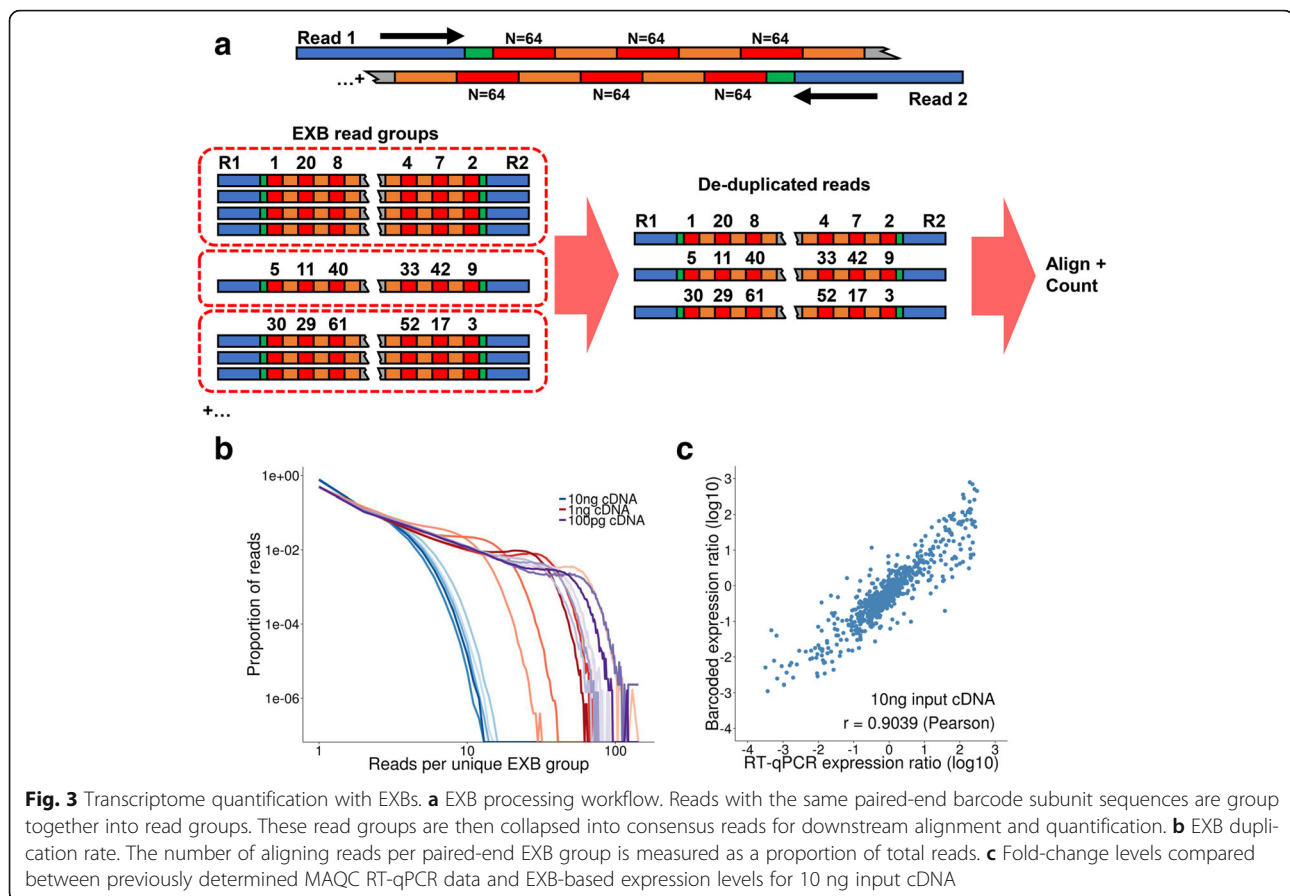 a
Read 1
N=64 N=64 N=64
...+
N=64 N=64 N=64
Read 2
EXB read groups
R1 1 20 8 4 7 2 R2
5 11 40 33 42 9
30 29 61 52 17 3
+...
De-duplicated reads
R1 1 20 8 4 7 2 R2
5 11 40 33 42 9
30 29 61 52 17 3
Align +
Count
b
Proportion of reads
1e+00
1e-02
1e-04
1e-06
10ng cDNA
1ng cDNA
100pg cDNA
1 10 100
Reads per unique EXB group
c
Barcoded expression ratio (log10)
3
2
1
0
-1
-2
-3
-4
10ng input cDNA
r = 0.9039 (Pearson)
-4 -3 -2 -1 0 1 2 3
RT-qPCR expression ratio (log10)
Fig. 3 Transcriptome quantification with EXBs. a EXB processing workflow. Reads with the same paired-end barcode subunit sequences are group
together into read groups. These read groups are then collapsed into consensus reads for downstream alignment and quantification. b EXB dupli-
cation rate. The number of aligning reads per paired-end EXB group is measured as a proportion of total reads. c Fold-change levels compared
between previously determined MAQC RT-qPCR data and EXB-based expression levels for 10 ng input cDNA